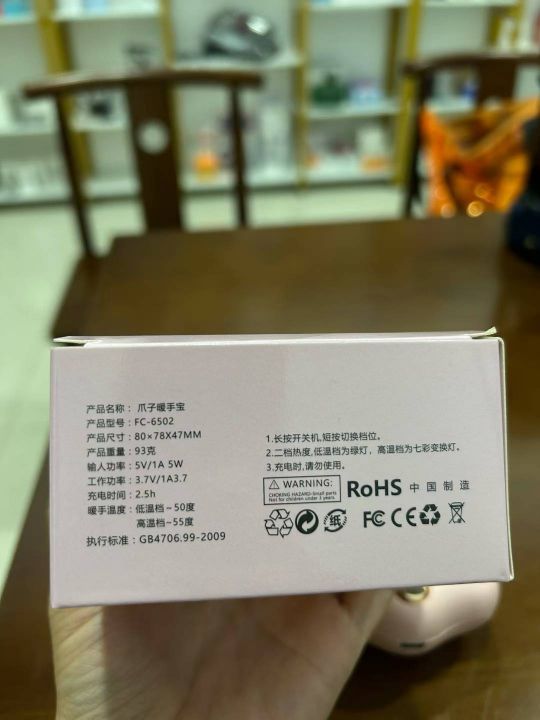 产品名称： 爪子暖手宝
产品型号：FC-6502
产品尺寸：80×78X47MM
产品重量：93克
输入功率：5V/1A 5W
工作功率：3.7V/1A3.7
充电时间：2.5h
暖手温度：低温档~50度
高温档~55度
执行标准：GB4706.99-2009
1.长按开关机,短按切换档位。
2.二档热度,低温档为绿灯，高温档为七彩变换灯。
3.充电时,请勿使用。
WARNING:
CHOKING HAZARD-Small parts
Not for under 3 years.
RoHS 中国制造
纸
FC CE